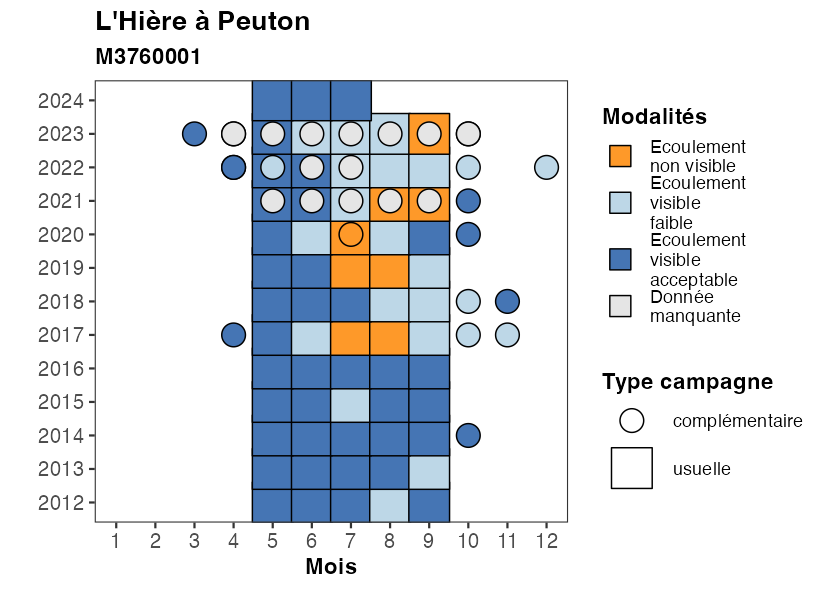 L'Hière à Peuton
M3760001
2024
2023
2022
2021
2020
2019
2018
2017
2016
2015
2014
2013
2012
1 2 3 4 5 6 7 8 9 10 11 12
Mois
Modalités
Ecoulement
non visible
Ecoulement
visible
faible
Ecoulement
visible
acceptable
Donnée
manquante
Type campagne
complémentaire
usuelle